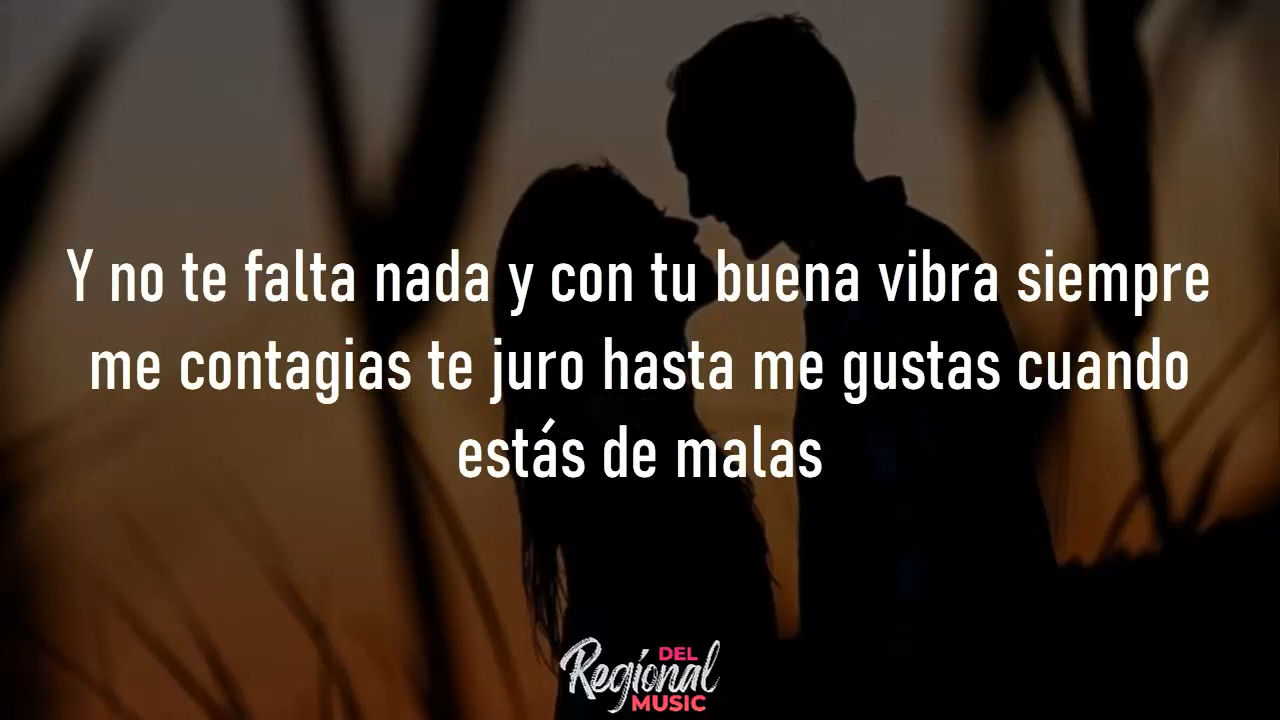 Y no te falta nada y con tu buena vibra siempre
me contagias te juro hasta me gustas cuando
estás de malas
DEL
Regional
MUSIC